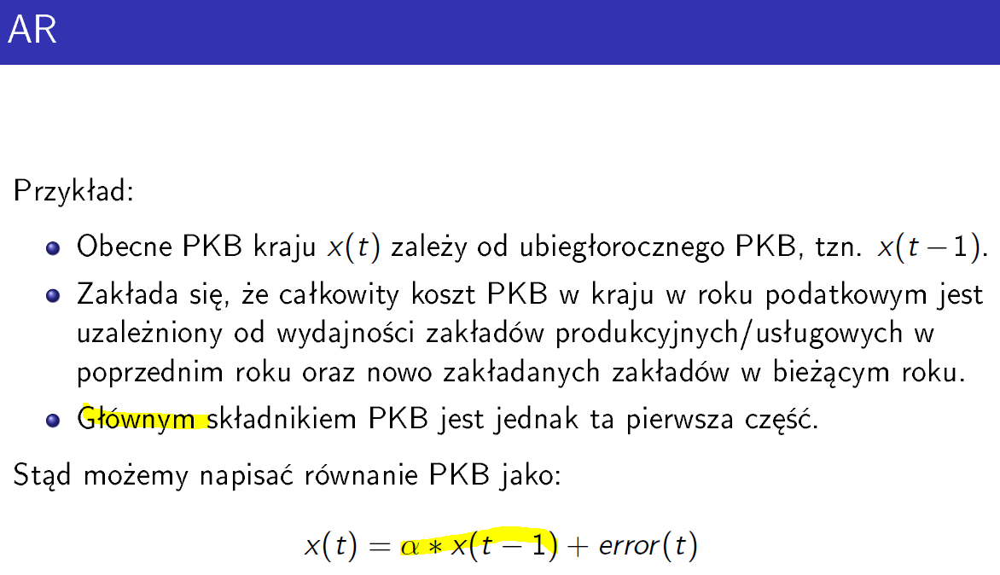 AR
Przykład:
Obecne PKB kraju x(t) zależy od ubiegłorocznego PKB, tzn. x(t − 1).
Zakłada się, że całkowity koszt PKB w kraju w roku podatkowym jest
uzależniony od wydajności zakładów produkcyjnych/usługowych w
poprzednim roku oraz nowo zakładanych zakładów w bieżącym roku.
Głównym składnikiem PKB jest jednak ta pierwsza część.
Stąd możemy napisać równanie PKB jako:
x(t) = α ∗ x(t − 1) + error(t)